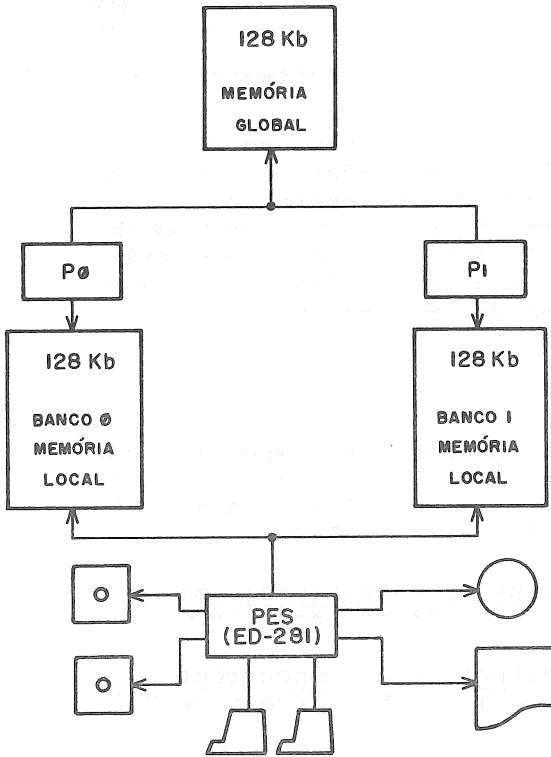 128 Kb
MEMÓRIA
GLOBAL
PØ
P1
128 Kb
BANCO Ø
MEMÓRIA
LOCAL
128 Kb
BANCO 1
MEMÓRIA
LOCAL
PES
(ED-281)